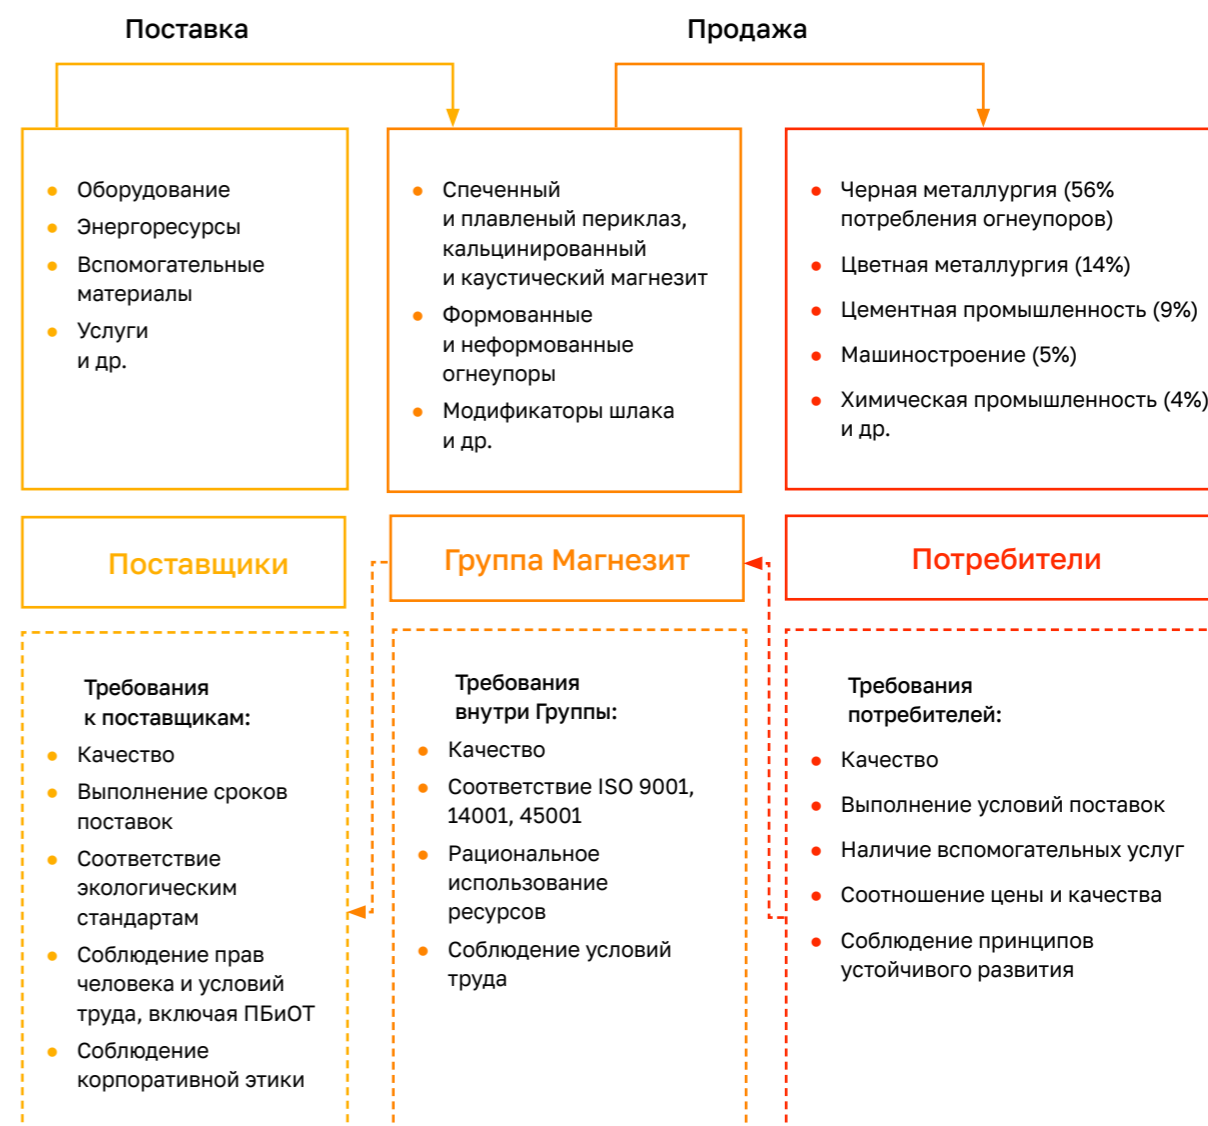 Поставка
Продажа
Оборудование
Энергоресурсы
Вспомогательные
материалы
Услуги
и др.
Спеченный
и плавленый периклаз,
кальцинированный
и каустический магнезит
Формованные
и неформованные
огнеупоры
Модификаторы шлака
и др.
Черная металлургия (56%
потребления огнеупоров)
Цветная металлургия (14%)
Цементная промышленность (9%)
Машиностроение (5%)
Химическая промышленность (4%)
и др.
Поставщики
Группа Магнезит
Потребители
Требования
к поставщикам:
Качество
Выполнение сроков
поставок
Соответствие
экологическим
стандартам
Соблюдение прав
человека и условий
труда, включая ПБиОТ
Соблюдение
корпоративной этики
Требования
внутри Группы:
Качество
Соответствие ISO 9001,
14001, 45001
Рациональное
использование
ресурсов
Соблюдение условий
труда
Требования
потребителей:
Качество
Выполнение условий поставок
Наличие вспомогательных услуг
Соотношение цены и качества
Соблюдение принципов
устойчивого развития